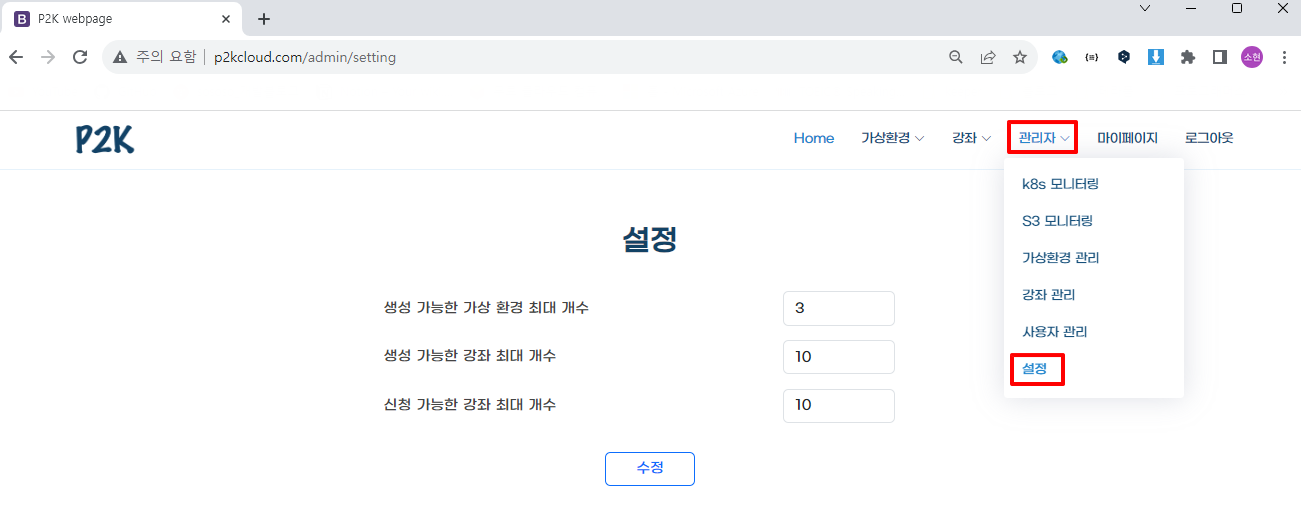 B P2K webpage
주의 요함 p2kcloud.com/admin/setting
소현
P2K
Home 가상환경 강좌 관리자 마이페이지 로그아웃
k8s 모니터링
S3 모니터링
가상환경 관리
강좌 관리
사용자 관리
설정
설정
생성 가능한 가상 환경 최대 개수 3
생성 가능한 강좌 최대 개수 10
신청 가능한 강좌 최대 개수 10
수정